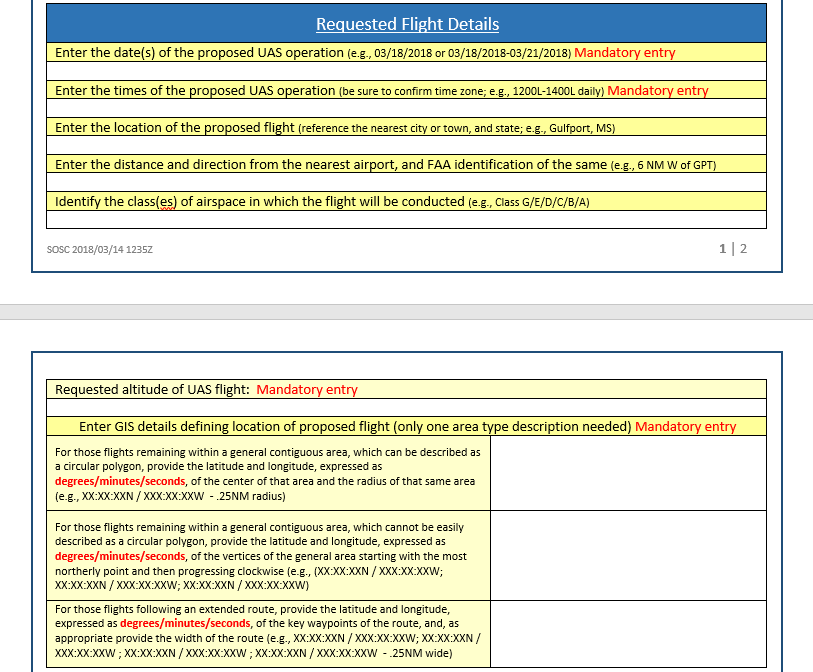 Requested Flight Details
Enter the date(s) of the proposed UAS operation (e.g., 03/18/2018 or 03/18/2018-03/21/2018) Mandatory entry
Enter the times of the proposed UAS operation (be sure to confirm time zone; e.g., 1200L-1400L daily) Mandatory entry
Enter the location of the proposed flight (reference the nearest city or town, and state; e.g., Gulfport, MS)
Enter the distance and direction from the nearest airport, and FAA identification of the same (e.g., 6 NM W of GPT)
Identify the class(es) of airspace in which the flight will be conducted (e.g., Class G/E/D/C/B/A)
SOSC 2018/03/14 1235Z
1 | 2
Requested altitude of UAS flight: Mandatory entry
Enter GIS details defining location of proposed flight (only one area type description needed) Mandatory entry
For those flights remaining within a general contiguous area, which can be described as
a circular polygon, provide the latitude and longitude, expressed as
degrees/minutes/seconds, of the center of that area and the radius of that same area
(e.g., XX:XX:XXN / XXX:XX:XXW - .25NM radius)
For those flights remaining within a general contiguous area, which cannot be easily
described as a circular polygon, provide the latitude and longitude, expressed as
degrees/minutes/seconds, of the vertices of the general area starting with the most
northerly point and then progressing clockwise (e.g., (XX:XX:XXN / XXX:XX:XXW;
XX:XX:XXN / XXX:XX:XXW; XX:XX:XXN / XXX:XX:XXW)
For those flights following an extended route, provide the latitude and longitude,
expressed as degrees/minutes/seconds, of the key waypoints of the route, and, as
appropriate provide the width of the route (e.g., XX:XX:XXN / XXX:XX:XXW; XX:XX:XXN /
XXX:XX:XXW ; XX:XX:XXN / XXX:XX:XXW ; XX:XX:XXN / XXX:XX:XXW - .25NM wide)